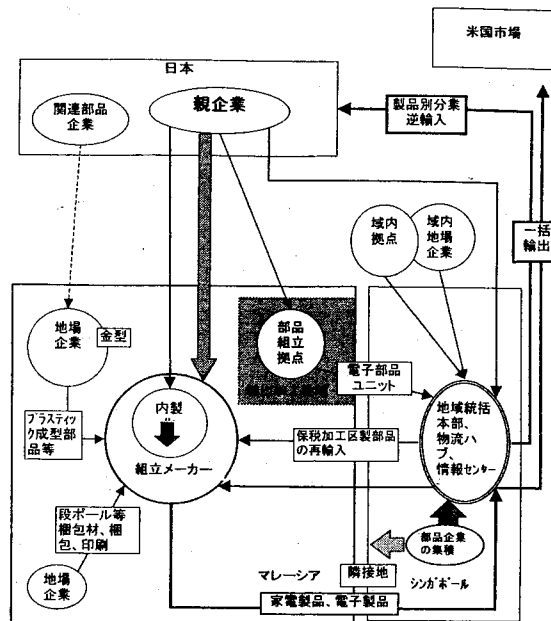 米国市場
日本
関連部品
企業
親企業
製品別分業
逆輸入
域内
拠点
域内
地場
企業
一括
輸出
地場
企業
金型
部品
組立
拠点
電子部品
ユニット
地域統括
本部、
物流ハ
ブ、
情報センター
内製
組立メーカー
プラスティッ
ク成型部
品等
保税加工区製部品
の再輸入
段ボール等
梱包材、梱
包、印刷
地場
企業
部品企業
の集積
マレーシア
隣接地
シンガポール
家電製品、電子製品